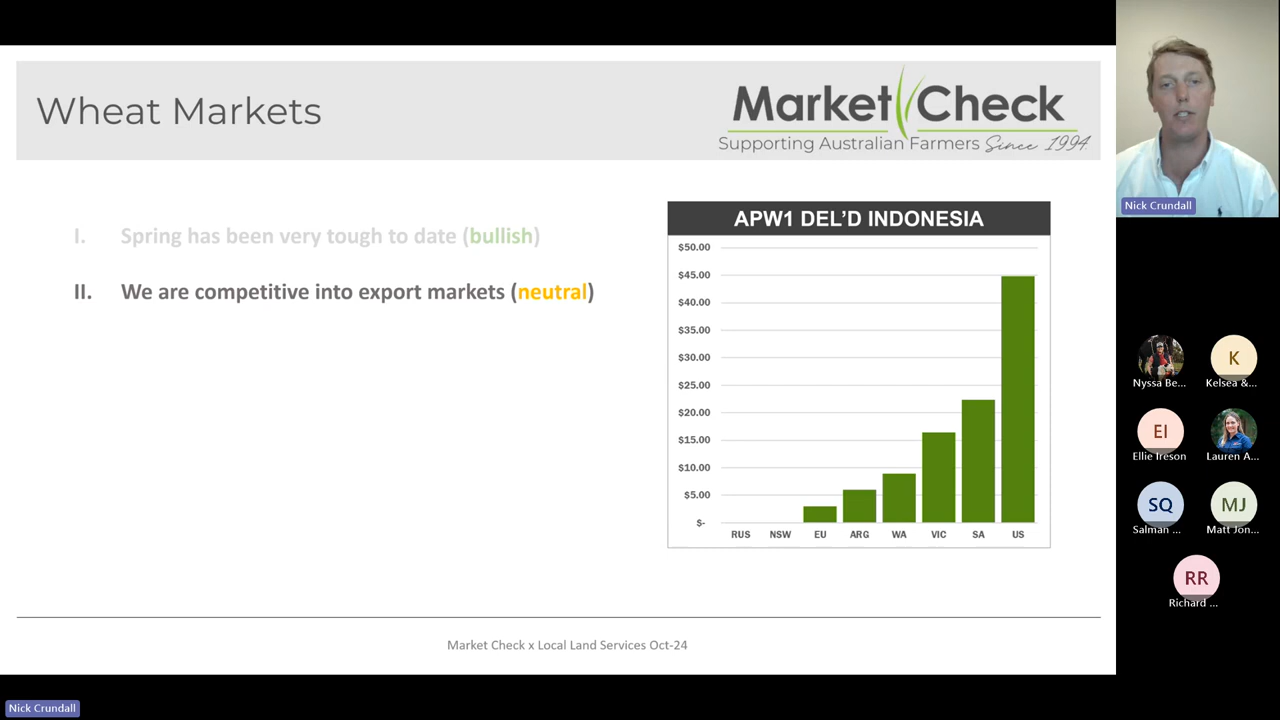 Wheat Markets
Market Check
Supporting Australian Farmers Since 1994
I. Spring has been very tough to date (bullish)
II. We are competitive into export markets (neutral)
APW1 DEL'D INDONESIA
$50.00
$45.00
$40.00
$35.00
$30.00
$25.00
$20.00
$15.00
$10.00
$5.00
$-
RUS NSW EU ARG WA VIC SA US
Market Check x Local Land Services Oct-24
Nick Crundall
Nyssa Be...
K
Kelsea &...
EI
Ellie Ireson
Lauren A...
SQ
Salman ...
MJ
Matt Jon...
RR
Richard ...
Nick Crundall